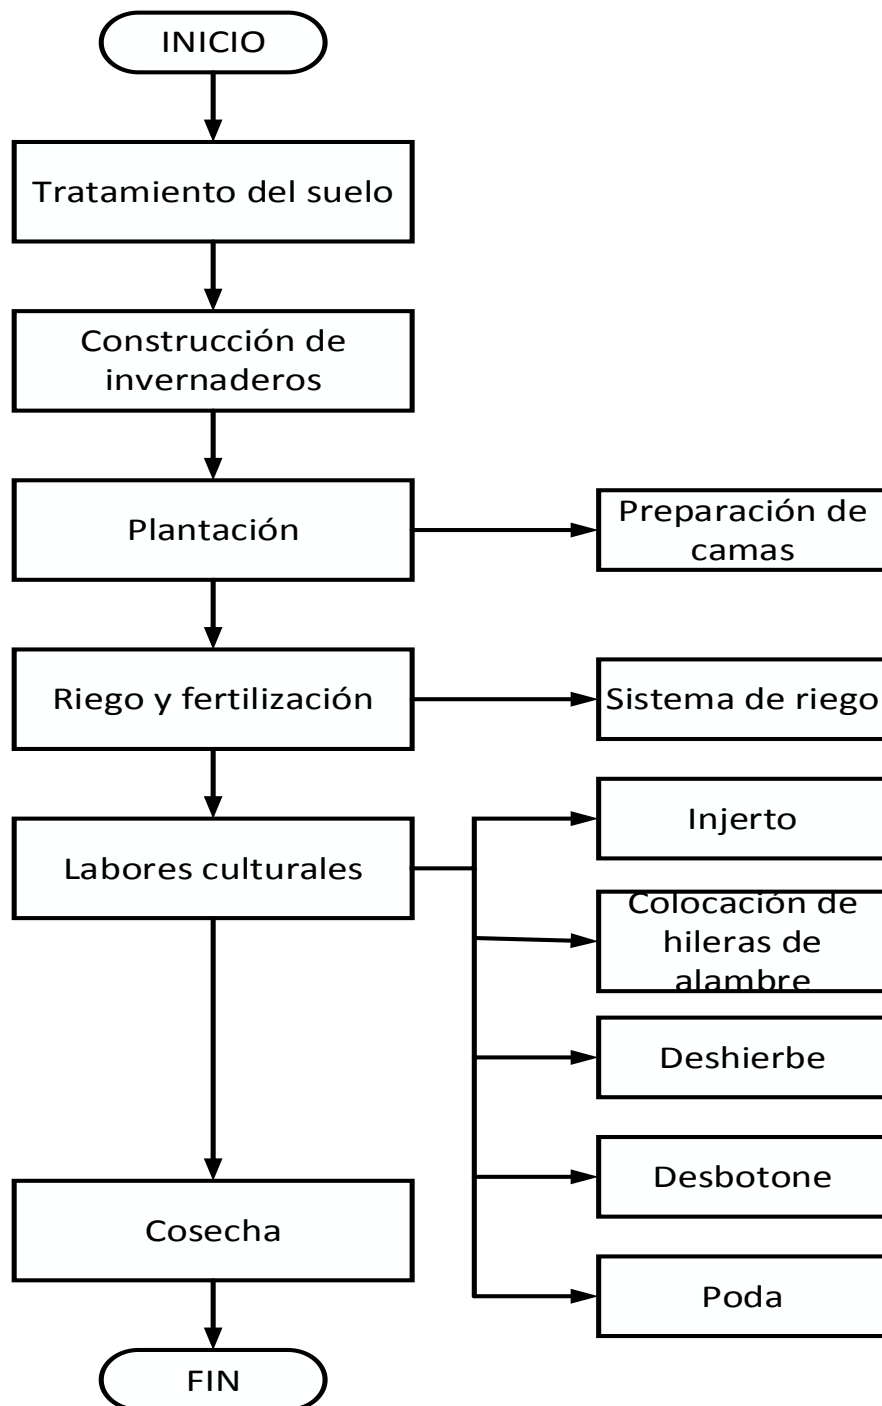 INICIO
Tratamiento del suelo
Construcción de
invernaderos
Plantación
Preparación de
camas
Riego y fertilización
Sistema de riego
Labores culturales
Injerto
Colocación de
hileras de
alambre
Deshierbe
Desbotone
Cosecha
Poda
FIN